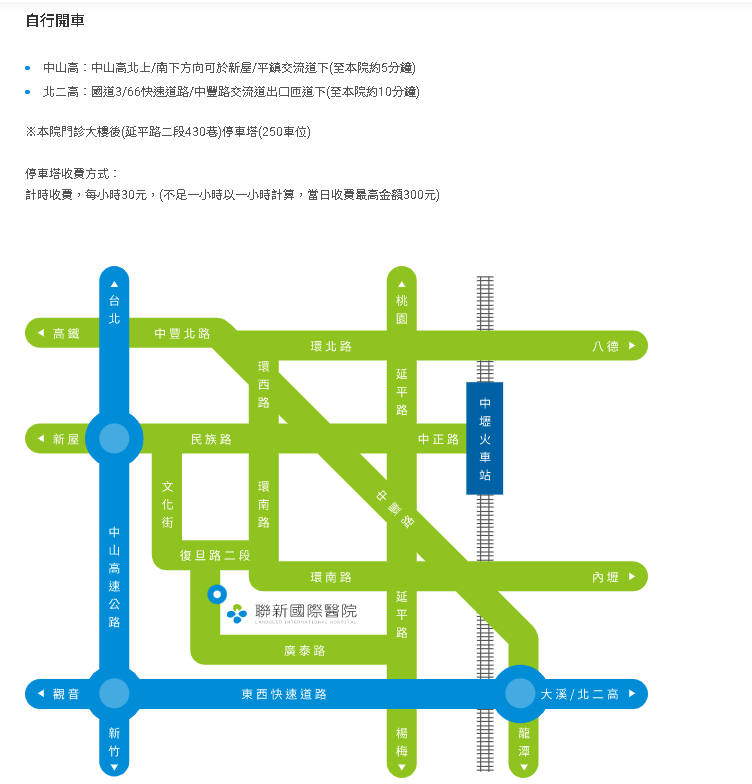 自行開車
中山高：中山高北上/南下方向可於新屋/平鎮交流道下(至本院約5分鐘)
北二高：國道3/66快速道路/中豐路交流道出口匝道下(至本院約10分鐘)
※本院門診大樓後(延平路二段430巷)停車塔(250車位)
停車塔收費方式：
計時收費，每小時30元，(不足一小時以一小時計算，當日收費最高金額300元)
台北
桃園
高鐵
中豐北路
環北路
八德
環西路
延平路
中壢火車站
新屋
民族路
中正路
文化街
環南路
中豐路
中山高速公路
復旦路二段
環南路
內壢
延平路
聯新國際醫院
LANDSEED INTERNATIONAL HOSPITAL
廣泰路
觀音
東西快速道路
大溪/北二高
新竹
楊梅
龍潭